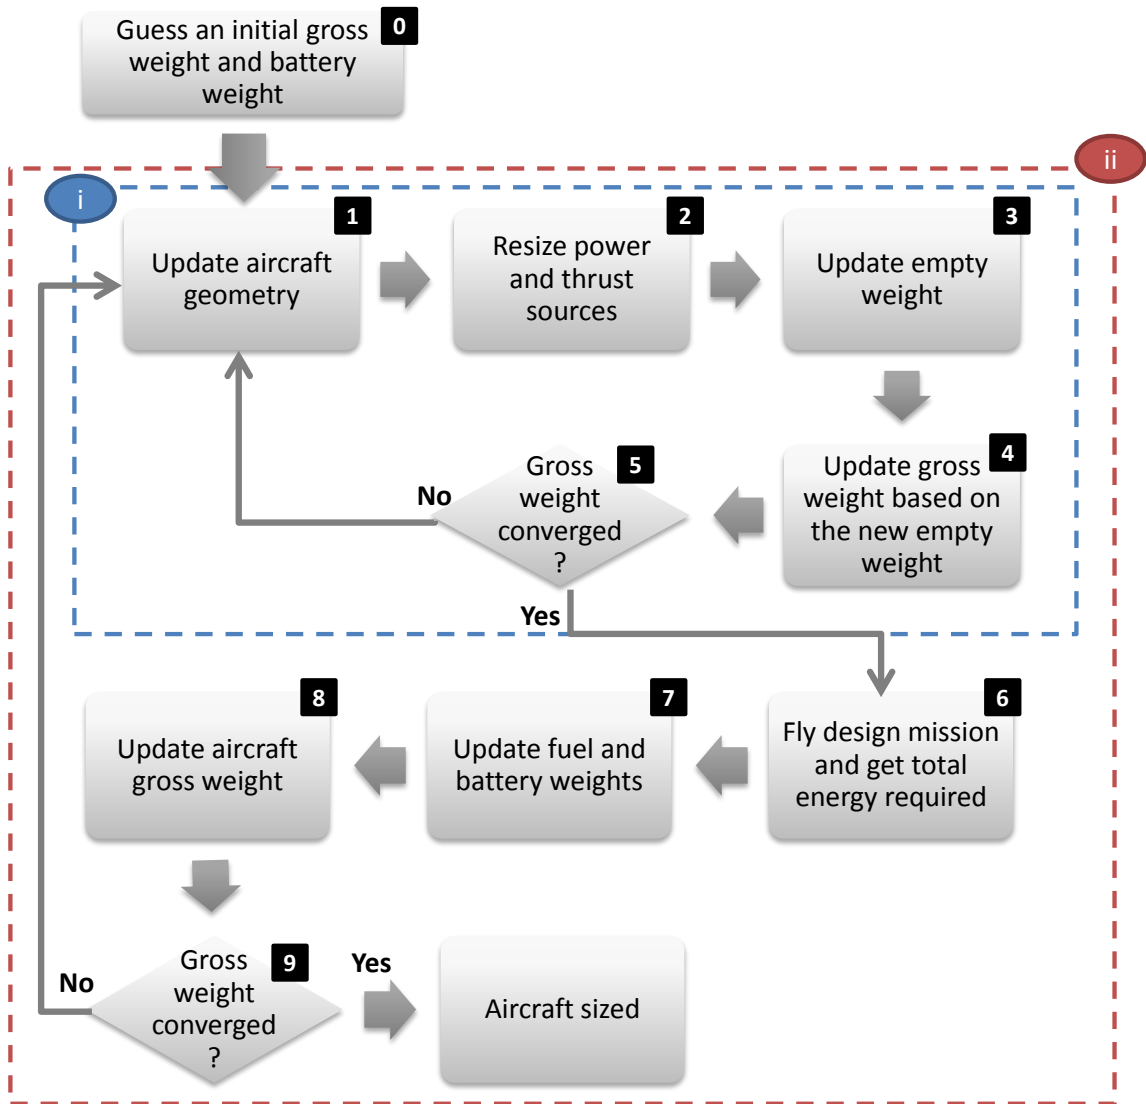 Guess an initial gross
weight and battery
weight
0
ii
i
1
Update aircraft
geometry
2
Resize power
and thrust
sources
3
Update empty
weight
4
Update gross
weight based on
the new empty
weight
5
Gross
weight
converged
?
No
Yes
6
Fly design mission
and get total
energy required
7
Update fuel and
battery weights
8
Update aircraft
gross weight
9
Gross
weight
converged
?
No
Yes
Aircraft sized